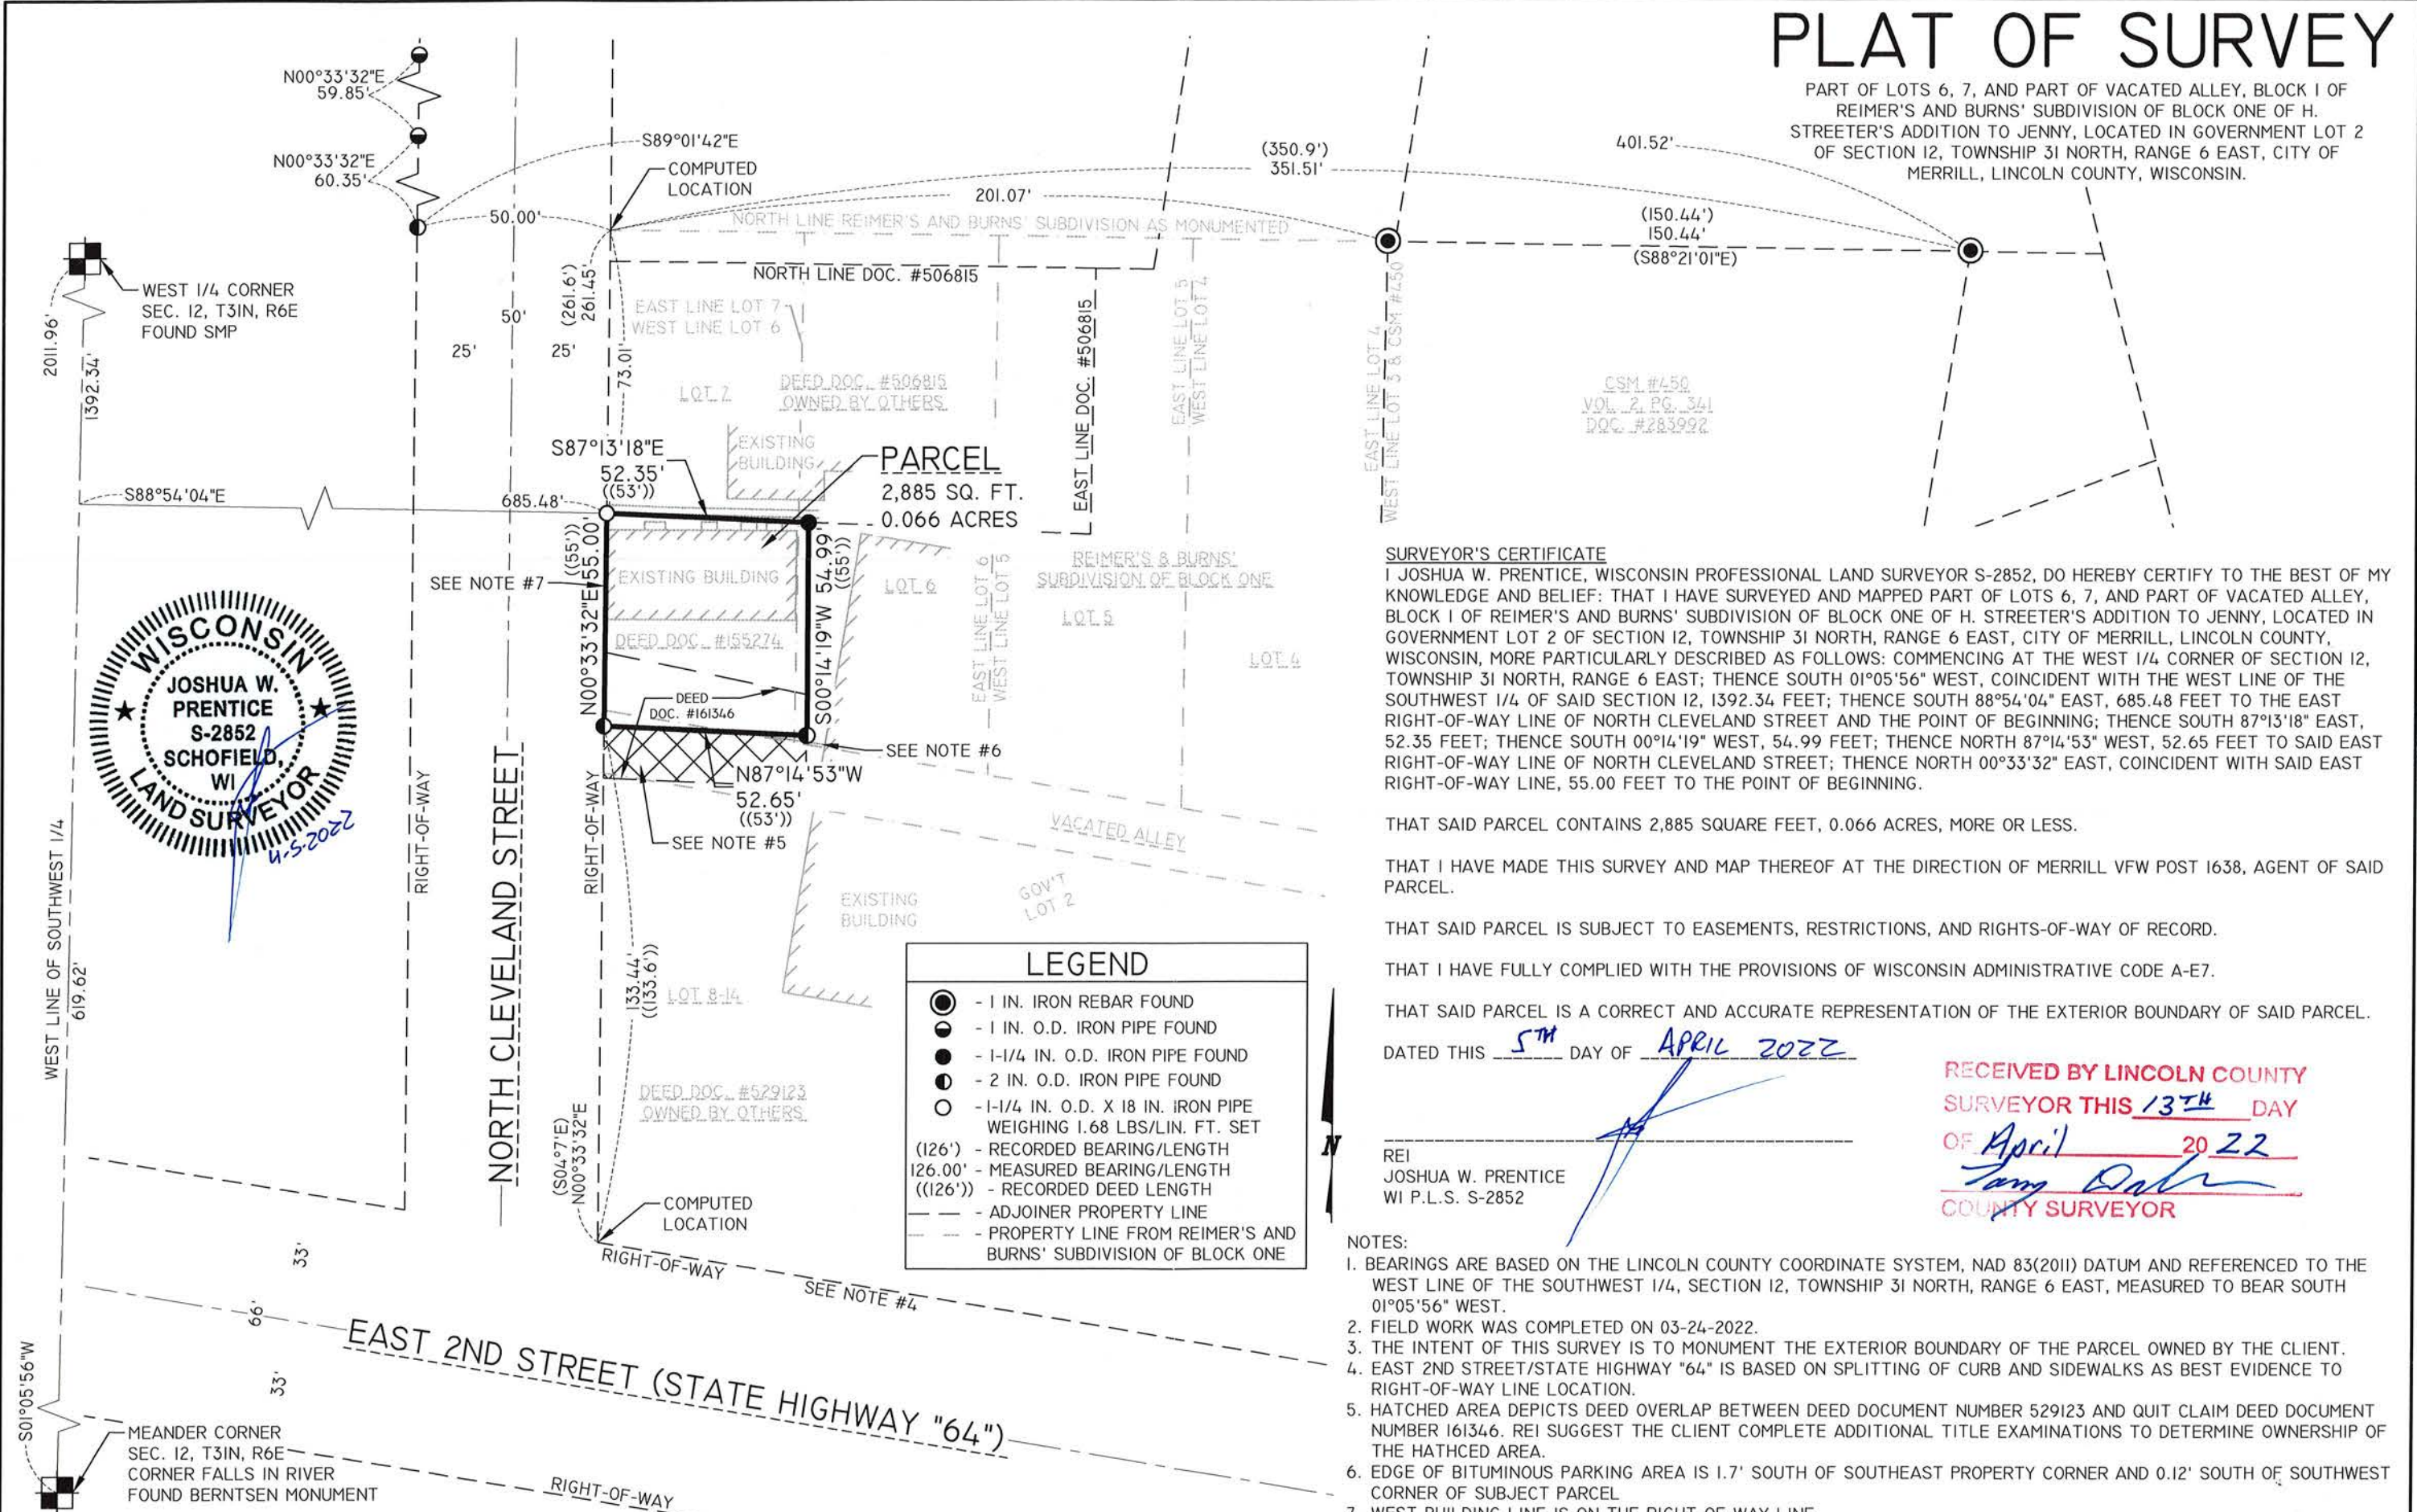 PLAT OF SURVEY
PART OF LOTS 6, 7, AND PART OF VACATED ALLEY, BLOCK 1 OF
REIMER'S AND BURNS' SUBDIVISION OF BLOCK ONE OF H.
STREETER'S ADDITION TO JENNY, LOCATED IN GOVERNMENT LOT 2
OF SECTION 12, TOWNSHIP 31 NORTH, RANGE 6 EAST, CITY OF
MERRILL, LINCOLN COUNTY, WISCONSIN.
N00°33'32"E
59.85'
N00°33'32"E
60.35'
S89°01'42"E
COMPUTED
LOCATION
50.00'
201.07'
(350.9')
351.51'
401.52'
(150.44')
150.44'
(S88°21'01"E)
NORTH LINE REIMER'S AND BURNS' SUBDIVISION AS MONUMENTED
NORTH LINE DOC. #506815
WEST 1/4 CORNER
SEC. 12, T31N, R6E
FOUND SMP
2011.96'
1392.34'
50'
25'
25'
(261.6')
261.45'
73.01'
EAST LINE LOT 7
WEST LINE LOT 6
LOT 7
DEED DOC. #506815
OWNED BY OTHERS
EAST LINE DOC. #506815
EAST LINE LOT 5
WEST LINE LOT 4
EAST LINE LOT 4
WEST LINE LOT 3 & CSM #450
CSM #450
VOL. 2, PG. 341
DOC. #283992
S87°13'18"E
52.35'
((53'))
EXISTING
BUILDING
PARCEL
2,885 SQ. FT.
0.066 ACRES
S88°54'04"E
685.48'
((55'))
N00°33'32"E 55.00'
SEE NOTE #7
EXISTING BUILDING
DEED DOC. #155274
DEED
DOC. #161346
S00°14'19"W 54.99'
((55'))
LOT 6
EAST LINE LOT 6
WEST LINE LOT 5
REIMER'S & BURNS'
SUBDIVISION OF BLOCK ONE
LOT 5
LOT 4
SEE NOTE #6
N87°14'53"W
52.65'
((53'))
SEE NOTE #5
VACATED ALLEY
EXISTING
BUILDING
GOV'T
LOT 2
WISCONSIN
JOSHUA W.
PRENTICE
S-2852
SCHOFIELD,
WI
LAND SURVEYOR
4-5-2022
WEST LINE OF SOUTHWEST 1/4
619.62'
RIGHT-OF-WAY
NORTH CLEVELAND STREET
RIGHT-OF-WAY
133.44'
((133.6'))
LOT 8-14
DEED DOC. #529123
OWNED BY OTHERS
(S04°7'E)
N00°33'32"E
COMPUTED
LOCATION
RIGHT-OF-WAY
SEE NOTE #4
33'
66'
33'
EAST 2ND STREET (STATE HIGHWAY "64")
S01°05'56"W
MEANDER CORNER
SEC. 12, T31N, R6E
CORNER FALLS IN RIVER
FOUND BERNTSEN MONUMENT
RIGHT-OF-WAY
LEGEND
- 1 IN. IRON REBAR FOUND
- 1 IN. O.D. IRON PIPE FOUND
- 1-1/4 IN. O.D. IRON PIPE FOUND
- 2 IN. O.D. IRON PIPE FOUND
- 1-1/4 IN. O.D. X 18 IN. IRON PIPE
WEIGHING 1.68 LBS/LIN. FT. SET
(126') - RECORDED BEARING/LENGTH
126.00' - MEASURED BEARING/LENGTH
((126')) - RECORDED DEED LENGTH
- ADJOINER PROPERTY LINE
- PROPERTY LINE FROM REIMER'S AND
BURNS' SUBDIVISION OF BLOCK ONE
N
SURVEYOR'S CERTIFICATE
I JOSHUA W. PRENTICE, WISCONSIN PROFESSIONAL LAND SURVEYOR S-2852, DO HEREBY CERTIFY TO THE BEST OF MY
KNOWLEDGE AND BELIEF: THAT I HAVE SURVEYED AND MAPPED PART OF LOTS 6, 7, AND PART OF VACATED ALLEY,
BLOCK 1 OF REIMER'S AND BURNS' SUBDIVISION OF BLOCK ONE OF H. STREETER'S ADDITION TO JENNY, LOCATED IN
GOVERNMENT LOT 2 OF SECTION 12, TOWNSHIP 31 NORTH, RANGE 6 EAST, CITY OF MERRILL, LINCOLN COUNTY,
WISCONSIN, MORE PARTICULARLY DESCRIBED AS FOLLOWS: COMMENCING AT THE WEST 1/4 CORNER OF SECTION 12,
TOWNSHIP 31 NORTH, RANGE 6 EAST; THENCE SOUTH 01°05'56" WEST, COINCIDENT WITH THE WEST LINE OF THE
SOUTHWEST 1/4 OF SAID SECTION 12, 1392.34 FEET; THENCE SOUTH 88°54'04" EAST, 685.48 FEET TO THE EAST
RIGHT-OF-WAY LINE OF NORTH CLEVELAND STREET AND THE POINT OF BEGINNING; THENCE SOUTH 87°13'18" EAST,
52.35 FEET; THENCE SOUTH 00°14'19" WEST, 54.99 FEET; THENCE NORTH 87°14'53" WEST, 52.65 FEET TO SAID EAST
RIGHT-OF-WAY LINE OF NORTH CLEVELAND STREET; THENCE NORTH 00°33'32" EAST, COINCIDENT WITH SAID EAST
RIGHT-OF-WAY LINE, 55.00 FEET TO THE POINT OF BEGINNING.
THAT SAID PARCEL CONTAINS 2,885 SQUARE FEET, 0.066 ACRES, MORE OR LESS.
THAT I HAVE MADE THIS SURVEY AND MAP THEREOF AT THE DIRECTION OF MERRILL VFW POST 1638, AGENT OF SAID
PARCEL.
THAT SAID PARCEL IS SUBJECT TO EASEMENTS, RESTRICTIONS, AND RIGHTS-OF-WAY OF RECORD.
THAT I HAVE FULLY COMPLIED WITH THE PROVISIONS OF WISCONSIN ADMINISTRATIVE CODE A-E7.
THAT SAID PARCEL IS A CORRECT AND ACCURATE REPRESENTATION OF THE EXTERIOR BOUNDARY OF SAID PARCEL.
DATED THIS 5TH DAY OF APRIL 2022
REI
JOSHUA W. PRENTICE
WI P.L.S. S-2852
RECEIVED BY LINCOLN COUNTY
SURVEYOR THIS 13TH DAY
OF April 20 22
COUNTY SURVEYOR
NOTES:
1. BEARINGS ARE BASED ON THE LINCOLN COUNTY COORDINATE SYSTEM, NAD 83(2011) DATUM AND REFERENCED TO THE
WEST LINE OF THE SOUTHWEST 1/4, SECTION 12, TOWNSHIP 31 NORTH, RANGE 6 EAST, MEASURED TO BEAR SOUTH
01°05'56" WEST.
2. FIELD WORK WAS COMPLETED ON 03-24-2022.
3. THE INTENT OF THIS SURVEY IS TO MONUMENT THE EXTERIOR BOUNDARY OF THE PARCEL OWNED BY THE CLIENT.
4. EAST 2ND STREET/STATE HIGHWAY "64" IS BASED ON SPLITTING OF CURB AND SIDEWALKS AS BEST EVIDENCE TO
RIGHT-OF-WAY LINE LOCATION.
5. HATCHED AREA DEPICTS DEED OVERLAP BETWEEN DEED DOCUMENT NUMBER 529123 AND QUIT CLAIM DEED DOCUMENT
NUMBER 161346. REI SUGGEST THE CLIENT COMPLETE ADDITIONAL TITLE EXAMINATIONS TO DETERMINE OWNERSHIP OF
THE HATHCED AREA.
6. EDGE OF BITUMINOUS PARKING AREA IS 1.7' SOUTH OF SOUTHEAST PROPERTY CORNER AND 0.12' SOUTH OF SOUTHWEST
CORNER OF SUBJECT PARCEL
7. WEST BUILDING LINE IS ON THE RIGHT-OF-WAY LINE